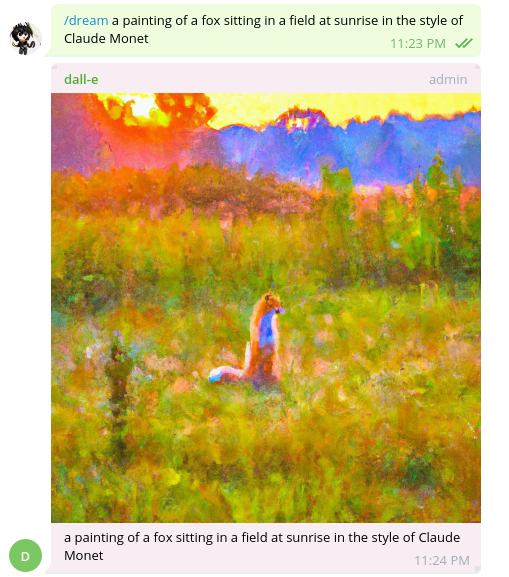 /dream a painting of a fox sitting in a field at sunrise in the style of
Claude Monet
11:23 PM
dall-e admin
a painting of a fox sitting in a field at sunrise in the style of Claude
Monet
11:24 PM
D